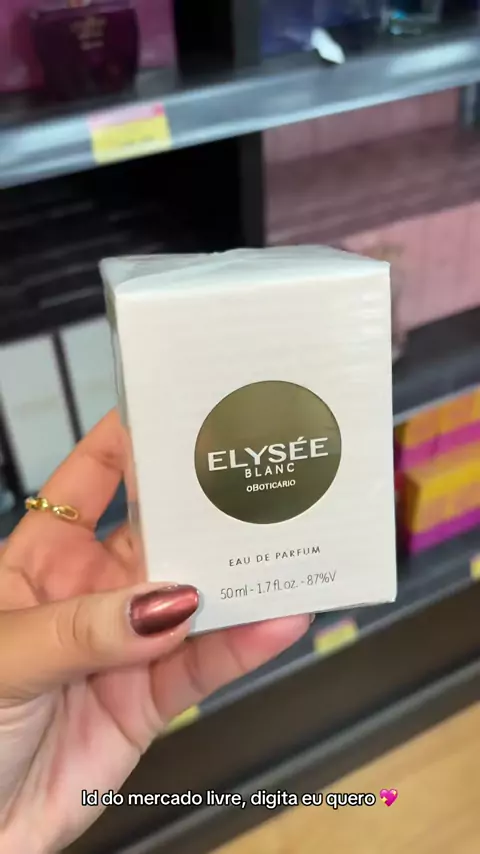 ELYSÉE
BLANC
oBOTICÁRIO
EAU DE PARFUM
50ml - 1.7 fl. oz. - 87%V
Id do mercado livre, digita eu quero 💖